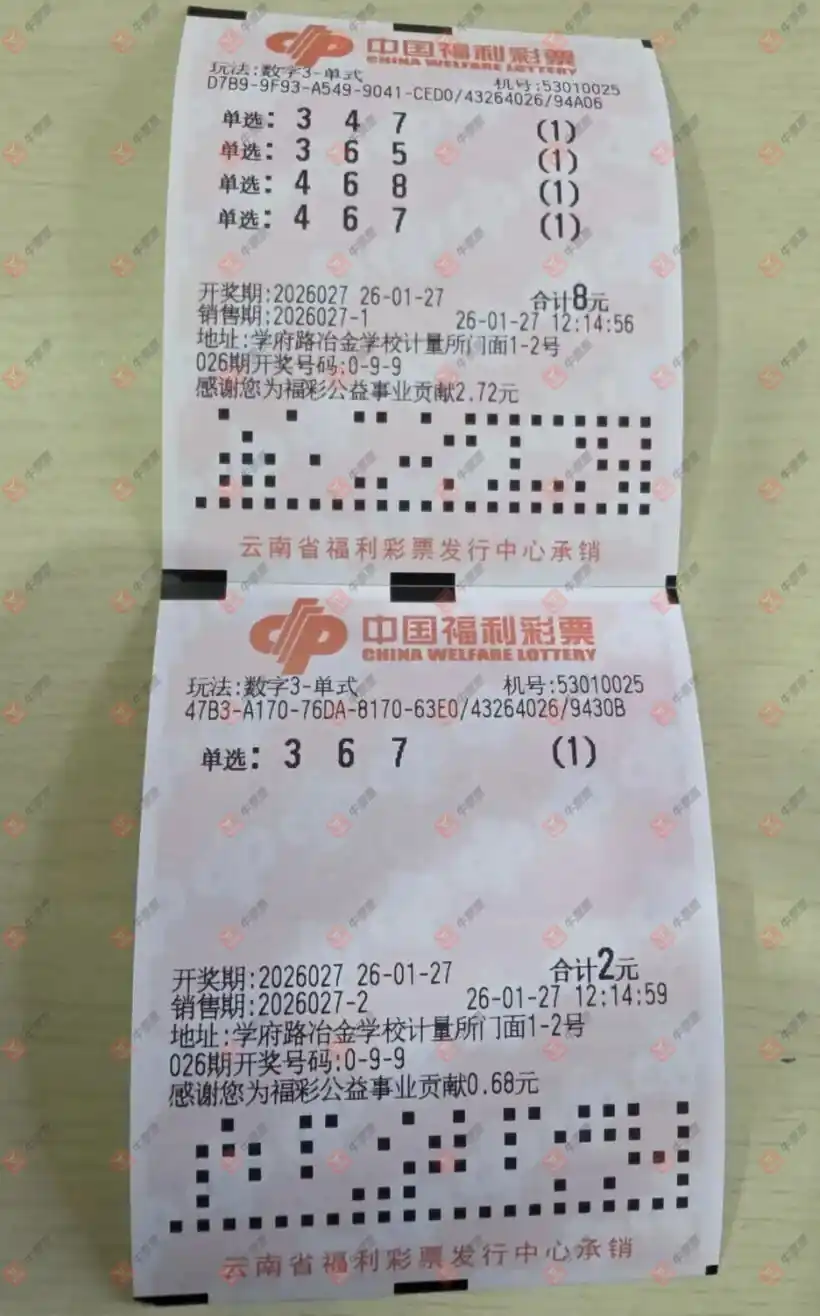 中国福利彩票
CHINA WELFARE LOTTERY
玩法:数字3-单式 机号:53010025
D7B9-9F93-A549-9041-CED0/43264026/94A06
单选: 3 4 7 (1)
单选: 3 6 5 (1)
单选: 4 6 8 (1)
单选: 4 6 7 (1)
开奖期:2026027 26-01-27 合计8元
销售期:2026027-1 26-01-27 12:14:56
地址:学府路冶金学校计量所门面1-2号
026期开奖号码:0-9-9
感谢您为福彩公益事业贡献2.72元
云南省福利彩票发行中心承销
中国福利彩票
CHINA WELFARE LOTTERY
玩法:数字3-单式 机号:53010025
47B3-A170-76DA-8170-63E0/43264026/9430B
单选: 3 6 7 (1)
开奖期:2026027 26-01-27 合计2元
销售期:2026027-2 26-01-27 12:14:59
地址:学府路冶金学校计量所门面1-2号
026期开奖号码:0-9-9
感谢您为福彩公益事业贡献0.68元
云南省福利彩票发行中心承销